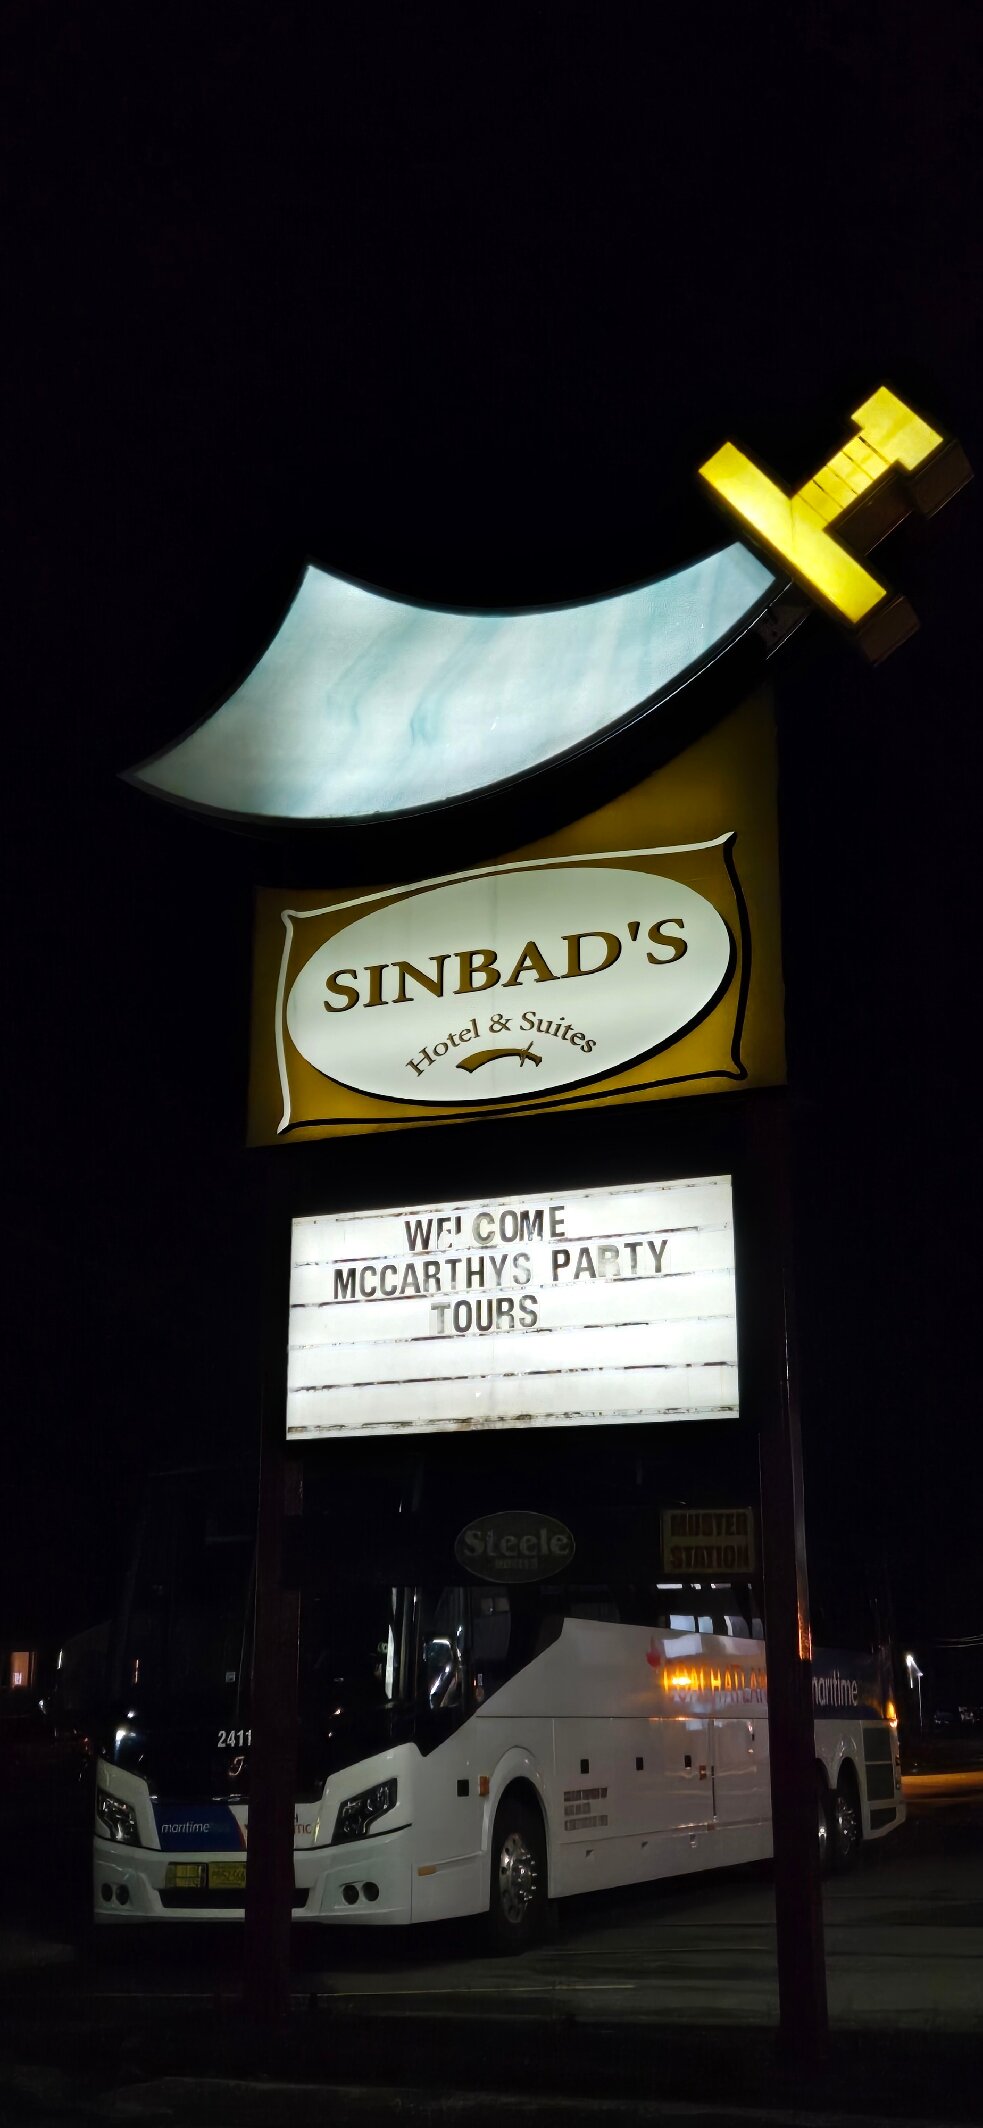 SINBAD'S
Hotel & Suites
WELCOME
MCCARTHYS PARTY
TOURS
Steele
MUSTER
STATION
maritime
2411
maritime